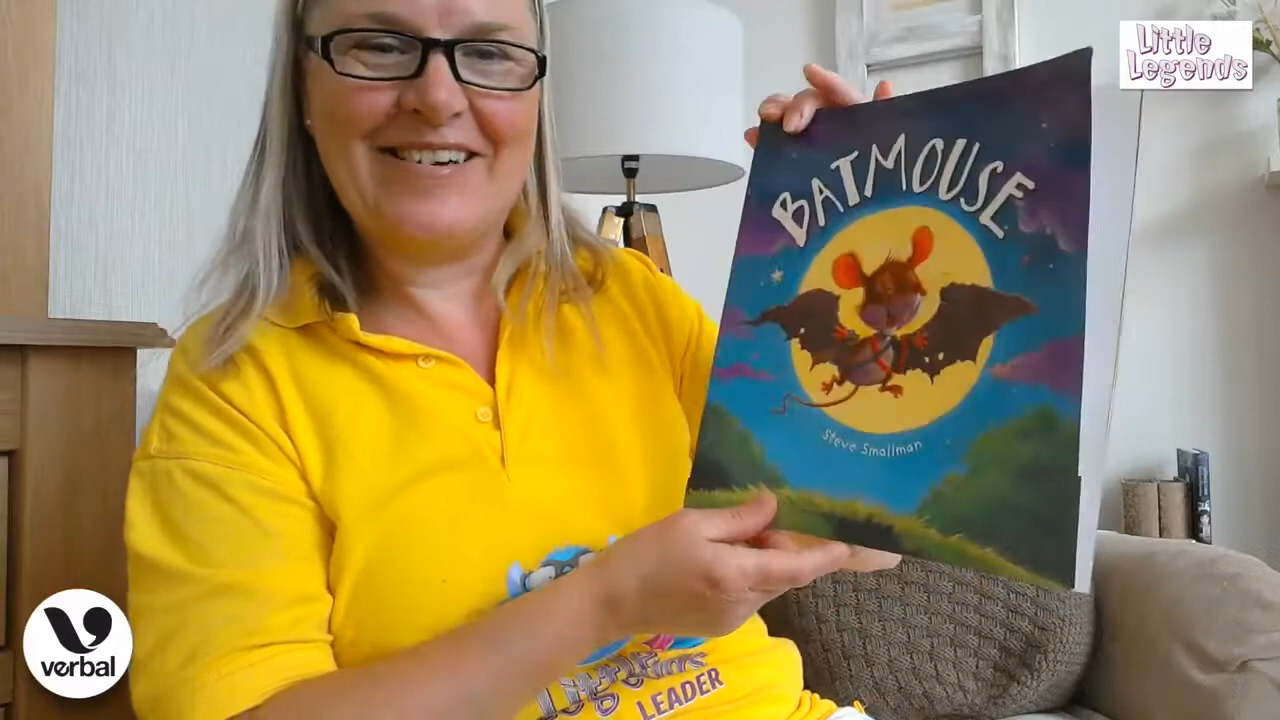 Little
Legends
BATMOUSE
Steve Smallman
verbal
LEADER